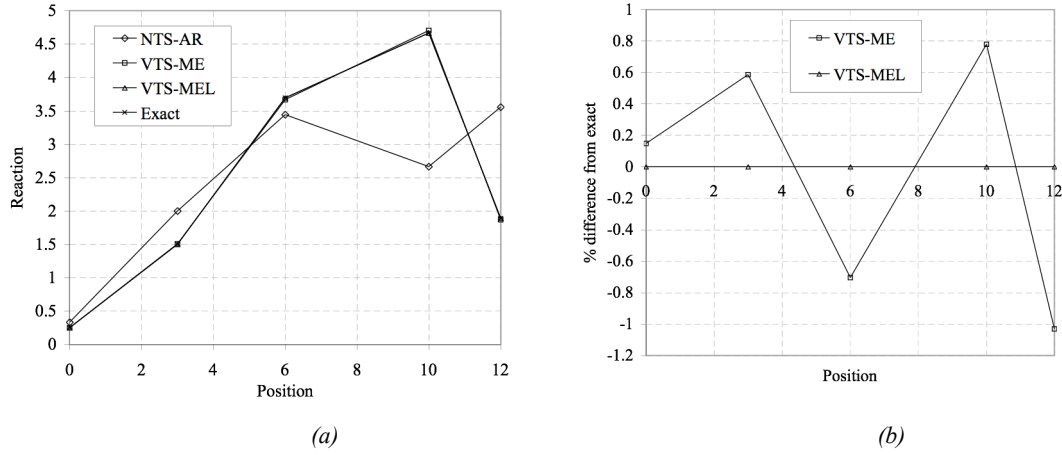 5
4.5
4
3.5
3
2.5
2
1.5
1
0.5
0
Reaction
NTS-AR
VTS-ME
VTS-MEL
Exact
0 2 4 6 8 10 12
Position
(a)
1
0.8
0.6
0.4
0.2
0
-0.2
-0.4
-0.6
-0.8
-1
-1.2
% difference from exact
VTS-ME
VTS-MEL
0 2 4 6 8 10 12
Position
(b)